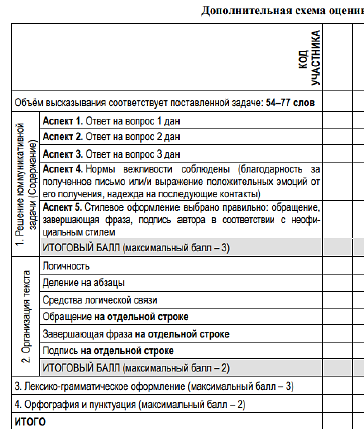 Дополнительная схема оцени
КОД
УЧАСТНИКА
Объём высказывания соответствует поставленной задаче: 54–77 слов
1. Решение коммуникативной
задачи (Содержание)
Аспект 1. Ответ на вопрос 1 дан
Аспект 2. Ответ на вопрос 2 дан
Аспект 3. Ответ на вопрос 3 дан
Аспект 4. Нормы вежливости соблюдены (благодарность за
полученное письмо или/и выражение положительных эмоций от
его получения, надежда на последующие контакты)
Аспект 5. Стилевое оформление выбрано правильно: обращение,
завершающая фраза, подпись автора в соответствии с неофи-
циальным стилем
ИТОГОВЫЙ БАЛЛ (максимальный балл – 3)
2. Организация текста
Логичность
Деление на абзацы
Средства логической связи
Обращение на отдельной строке
Завершающая фраза на отдельной строке
Подпись на отдельной строке
ИТОГОВЫЙ БАЛЛ (максимальный балл – 2)
3. Лексико-грамматическое оформление (максимальный балл – 3)
4. Орфография и пунктуация (максимальный балл – 2)
ИТОГО